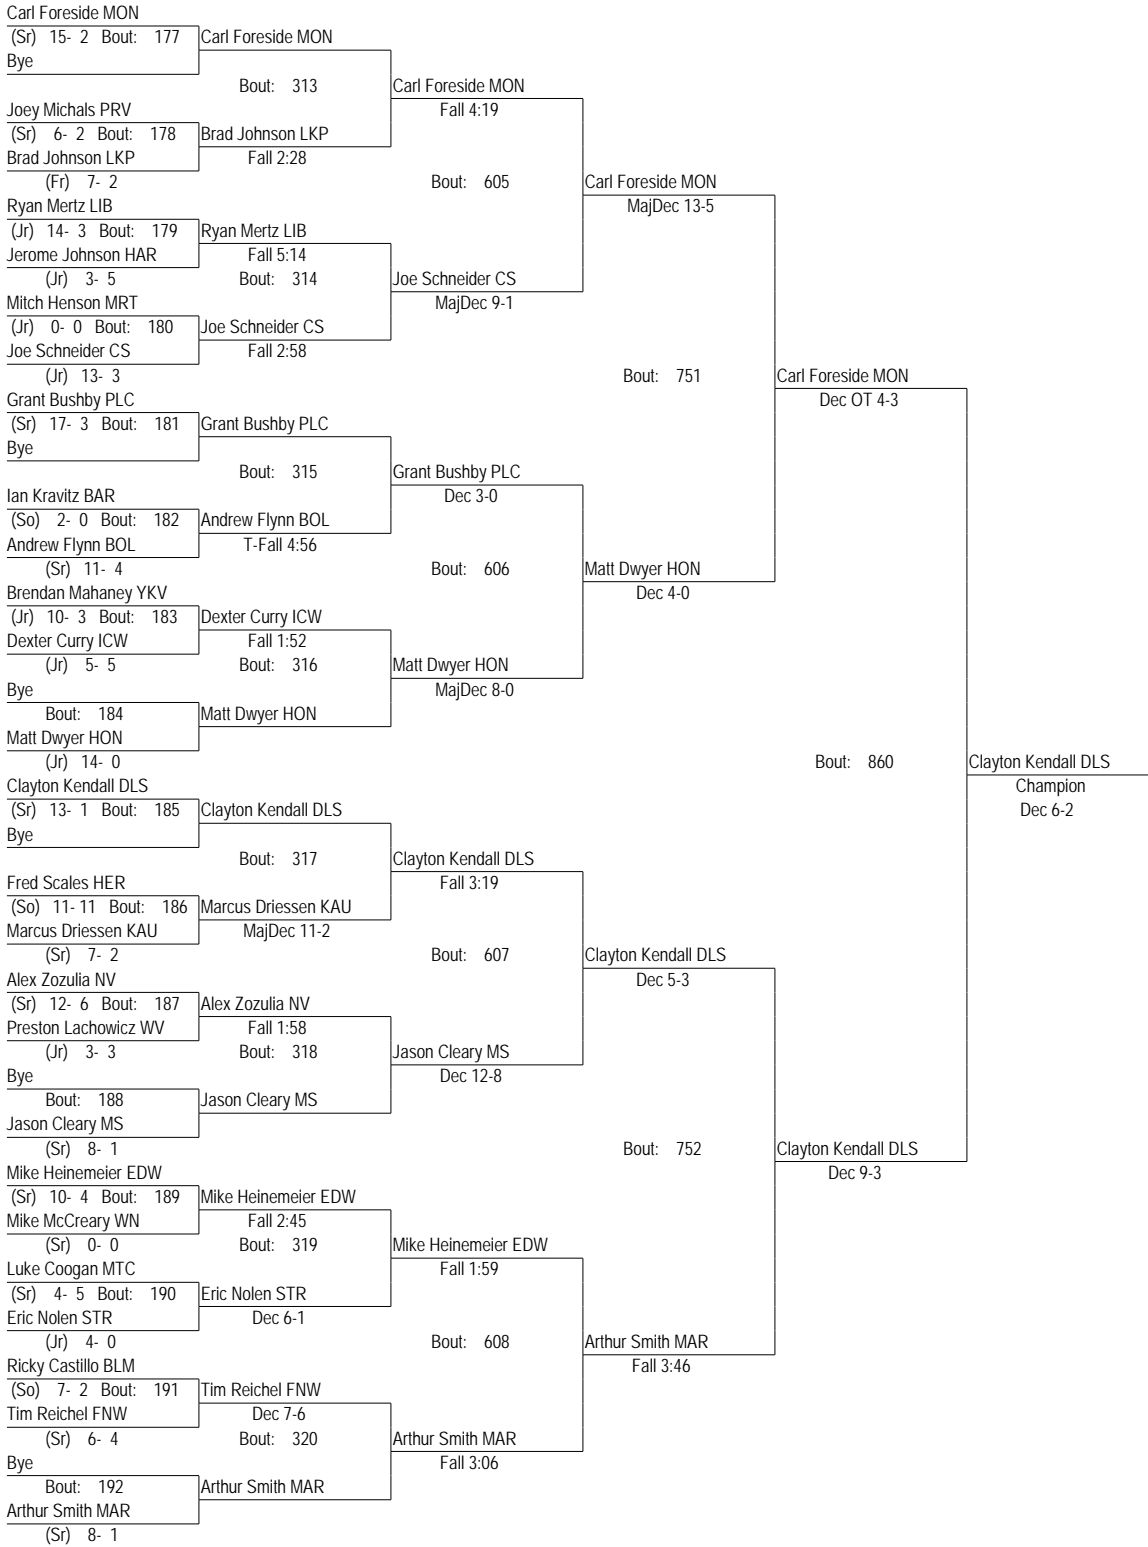 Carl Foreside MON
(Sr) 15- 2 Bout: 177 Carl Foreside MON
Bye
Bout: 313 Carl Foreside MON
Joey Michals PRV Fall 4:19
(Sr) 6- 2 Bout: 178 Brad Johnson LKP
Brad Johnson LKP Fall 2:28
(Fr) 7- 2 Bout: 605 Carl Foreside MON
Ryan Mertz LIB MajDec 13-5
(Jr) 14- 3 Bout: 179 Ryan Mertz LIB
Jerome Johnson HAR Fall 5:14
(Jr) 3- 5 Bout: 314 Joe Schneider CS
Mitch Henson MRT MajDec 9-1
(Jr) 0- 0 Bout: 180 Joe Schneider CS
Joe Schneider CS Fall 2:58
(Jr) 13- 3 Bout: 751 Carl Foreside MON
Grant Bushby PLC Dec OT 4-3
(Sr) 17- 3 Bout: 181 Grant Bushby PLC
Bye
Bout: 315 Grant Bushby PLC
Ian Kravitz BAR Dec 3-0
(So) 2- 0 Bout: 182 Andrew Flynn BOL
Andrew Flynn BOL T-Fall 4:56
(Sr) 11- 4 Bout: 606 Matt Dwyer HON
Brendan Mahaney YKV Dec 4-0
(Jr) 10- 3 Bout: 183 Dexter Curry ICW
Dexter Curry ICW Fall 1:52
(Jr) 5- 5 Bout: 316 Matt Dwyer HON
Bye MajDec 8-0
Bout: 184 Matt Dwyer HON
Matt Dwyer HON
(Jr) 14- 0 Bout: 860 Clayton Kendall DLS
Clayton Kendall DLS Champion
(Sr) 13- 1 Bout: 185 Clayton Kendall DLS Dec 6-2
Bye
Bout: 317 Clayton Kendall DLS
Fred Scales HER Fall 3:19
(So) 11- 11 Bout: 186 Marcus Driessen KAU
Marcus Driessen KAU MajDec 11-2
(Sr) 7- 2 Bout: 607 Clayton Kendall DLS
Alex Zozulia NV Dec 5-3
(Sr) 12- 6 Bout: 187 Alex Zozulia NV
Preston Lachowicz WV Fall 1:58
(Jr) 3- 3 Bout: 318 Jason Cleary MS
Bye Dec 12-8
Bout: 188 Jason Cleary MS
Jason Cleary MS
(Sr) 8- 1 Bout: 752 Clayton Kendall DLS
Mike Heinemeier EDW Dec 9-3
(Sr) 10- 4 Bout: 189 Mike Heinemeier EDW
Mike McCreary WN Fall 2:45
(Sr) 0- 0 Bout: 319 Mike Heinemeier EDW
Luke Coogan MTC Fall 1:59
(Sr) 4- 5 Bout: 190 Eric Nolen STR
Eric Nolen STR Dec 6-1
(Jr) 4- 0 Bout: 608 Arthur Smith MAR
Ricky Castillo BLM Fall 3:46
(So) 7- 2 Bout: 191 Tim Reichel FNW
Tim Reichel FNW Dec 7-6
(Sr) 6- 4 Bout: 320 Arthur Smith MAR
Bye Fall 3:06
Bout: 192 Arthur Smith MAR
Arthur Smith MAR
(Sr) 8- 1